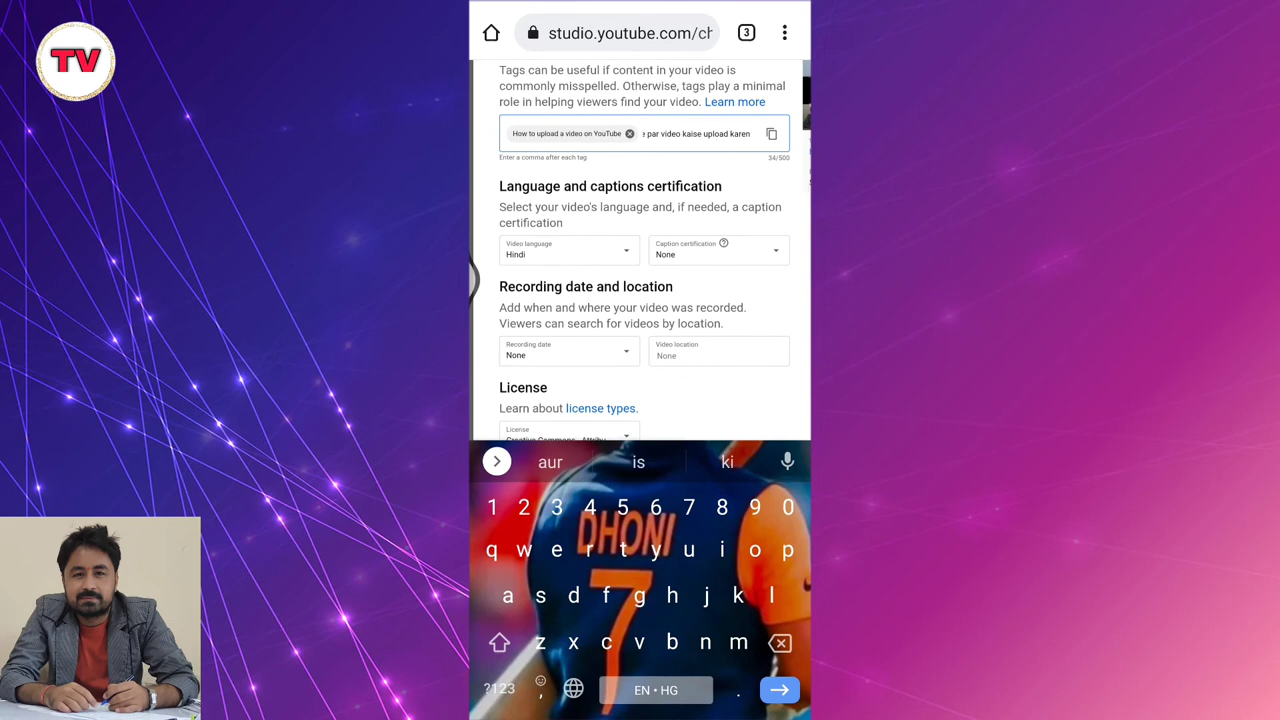 TV
studio.youtube.com/ch
3
Tags can be useful if content in your video is
commonly misspelled. Otherwise, tags play a minimal
role in helping viewers find your video. Learn more
How to upload a video on YouTube
par video kaise upload karen
Enter a comma after each tag
34/500
Language and captions certification
Select your video's language and, if needed, a caption
certification
Video language
Hindi
Caption certification
None
Recording date and location
Add when and where your video was recorded.
Viewers can search for videos by location.
Recording date
None
Video location
None
License
Learn about license types.
License
Creative Commons - Attribu
aur is ki
1 2 3 4 5 6 7 8 9 0
DHONI
q w e r t y u i o p
7
a s d f g h j k l
z x c v b n m
?123 , EN • HG .